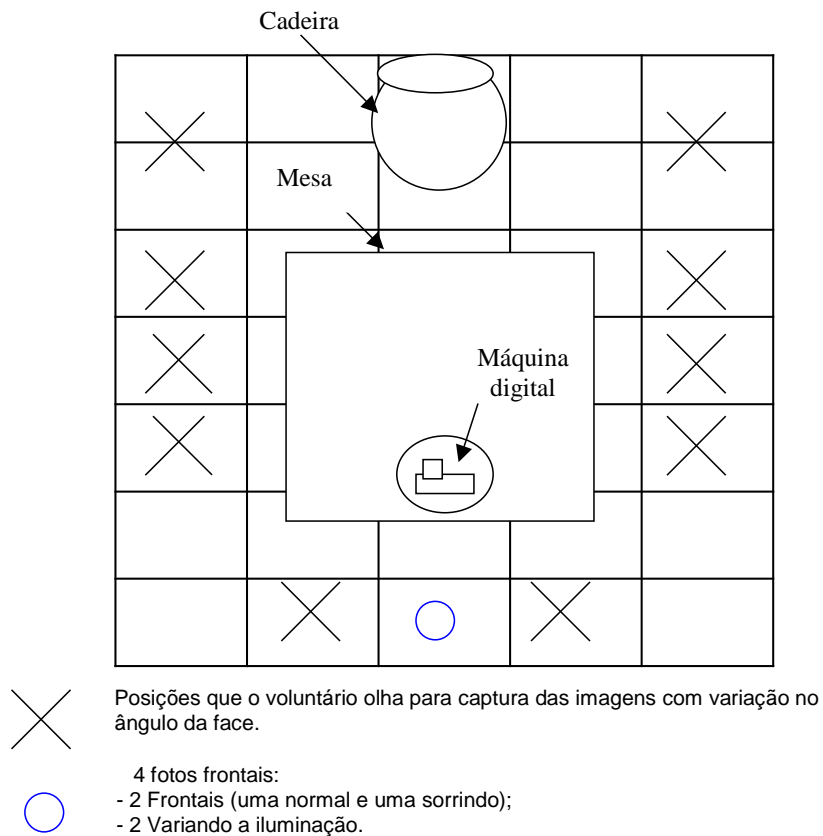 Cadeira
Mesa
Máquina
digital
Posições que o voluntário olha para captura das imagens com variação no
ângulo da face.
4 fotos frontais:
- 2 Frontais (uma normal e uma sorrindo);
- 2 Variando a iluminação.